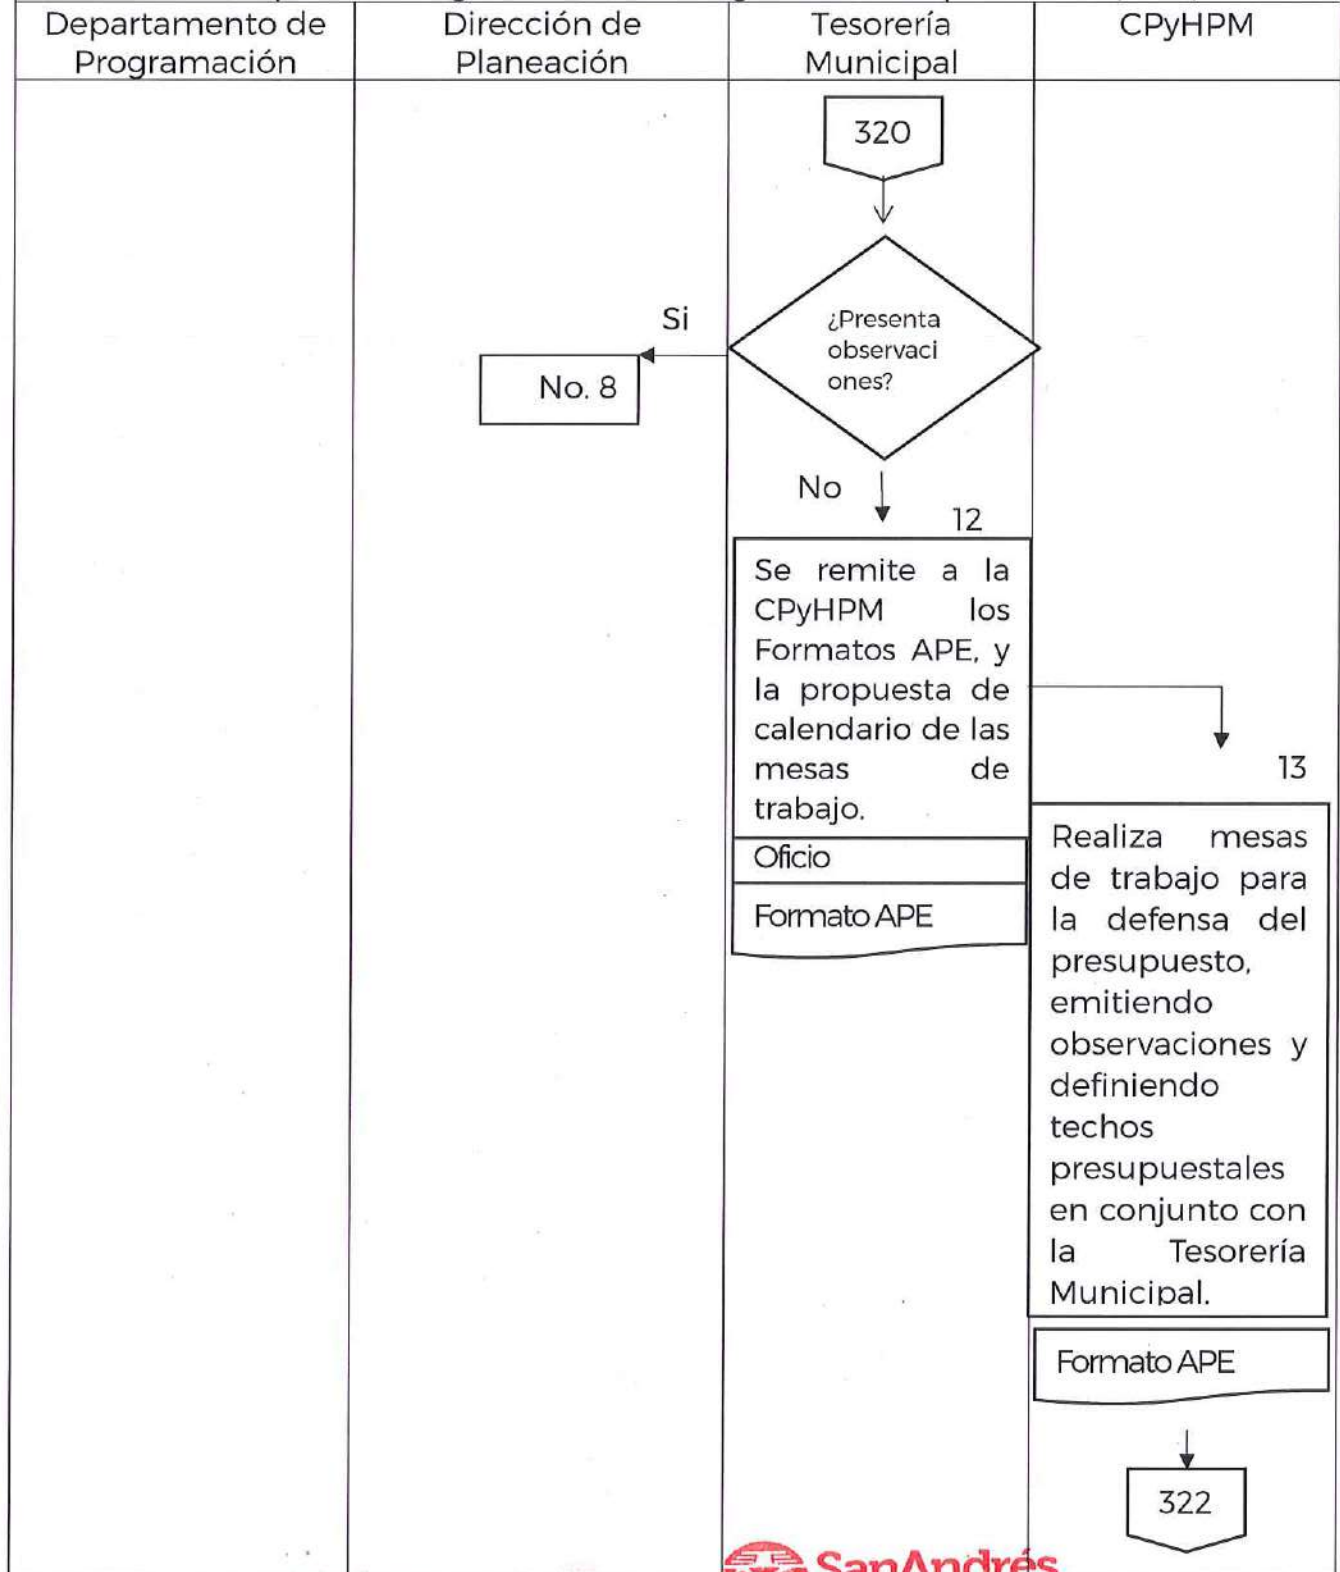 Departamento de
Programación
Dirección de
Planeación
Tesorería
Municipal
CPyHPM
320
¿Presenta
observaci
ones?
Si
No. 8
No
12
Se remite a la
CPyHPM los
Formatos APE, y
la propuesta de
calendario de las
mesas de
trabajo.
Oficio
Formato APE
13
Realiza mesas
de trabajo para
la defensa del
presupuesto,
emitiendo
observaciones y
definiendo
techos
presupuestales
en conjunto con
la Tesorería
Municipal.
Formato APE
322
SanAndrés